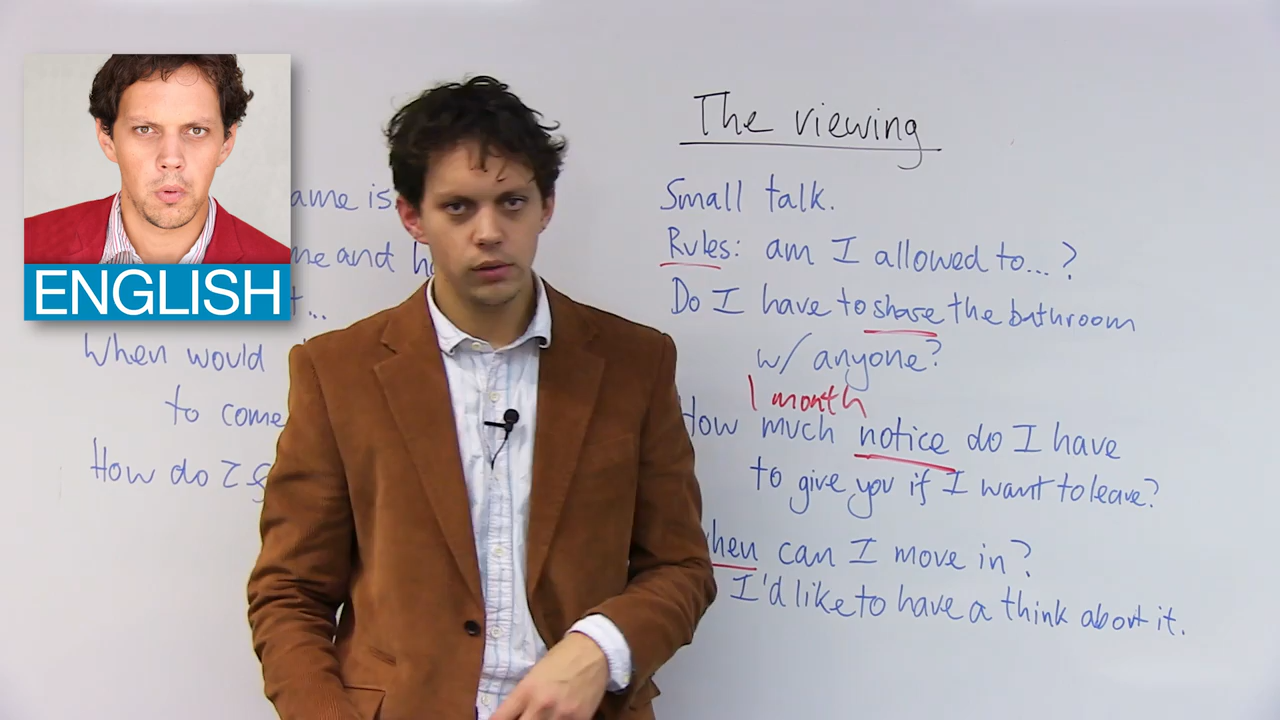 ENGLISH
ame is
me and
t...
When would
to come
How do I
The viewing
Small talk.
Rules: am I allowed to...?
Do I have to share the bathroom
w/ anyone?
1 month
How much notice do I have
to give you if I want to leave?
When can I move in?
I'd like to have a think about it.